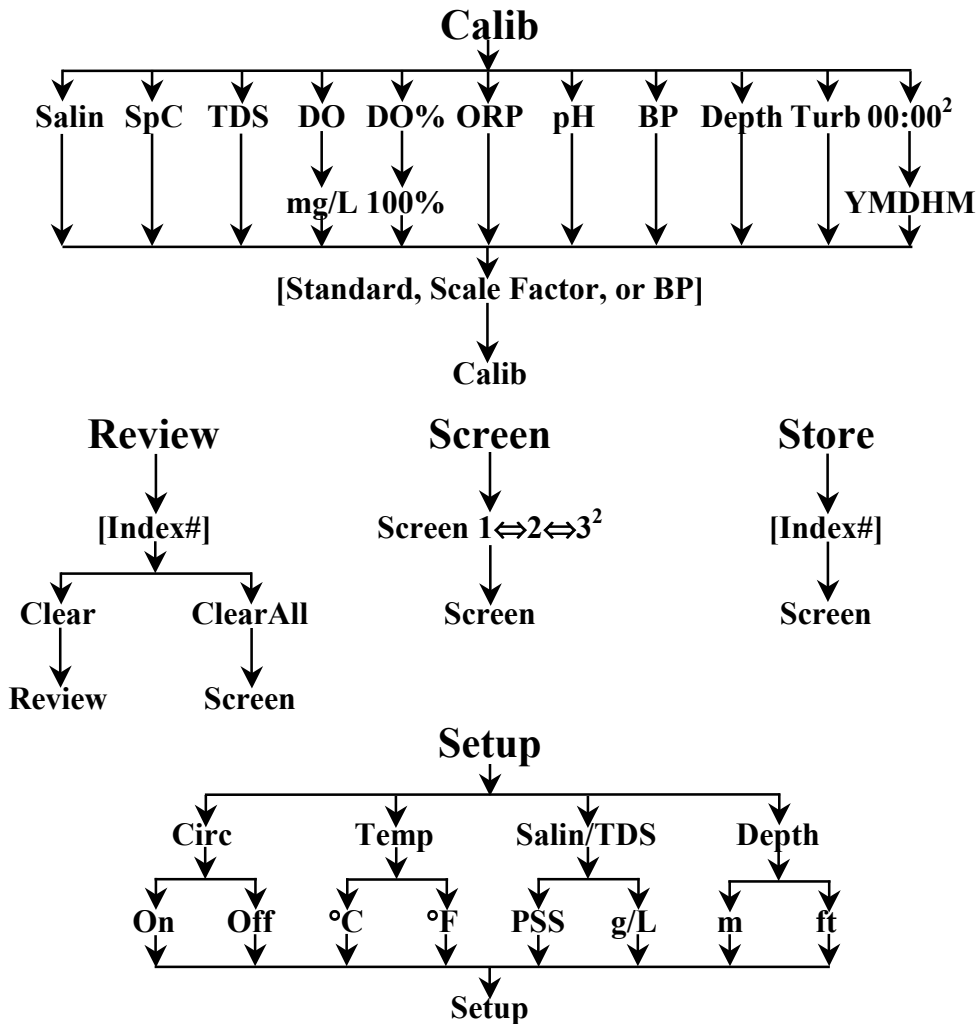 Calib
Salin SpC TDS DO DO% ORP pH BP Depth Turb 00:00²
mg/L 100% YMDHM
[Standard, Scale Factor, or BP]
Calib
Review Screen Store
[Index#] Screen 1⇔2⇔3² [Index#]
Clear ClearAll Screen Screen
Review Screen
Setup
Circ Temp Salin/TDS Depth
On Off °C °F PSS g/L m ft
Setup